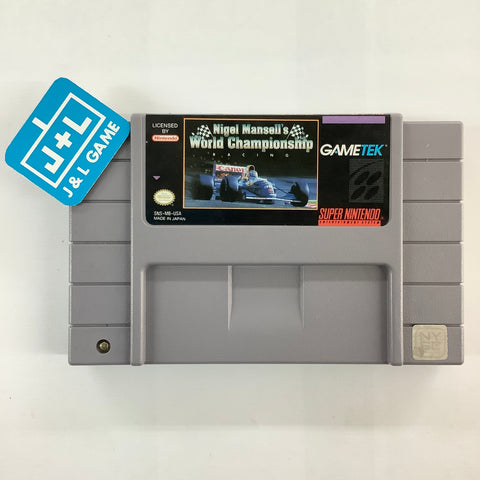 J+L
J & L GAME
LICENSED
BY
Nintendo
Nigel Mansell's
World Championship
RACING
GAMETEK
Canon
SNS-MB-USA
MADE IN JAPAN
SUPER NINTENDO
ENTERTAINMENT SYSTEM